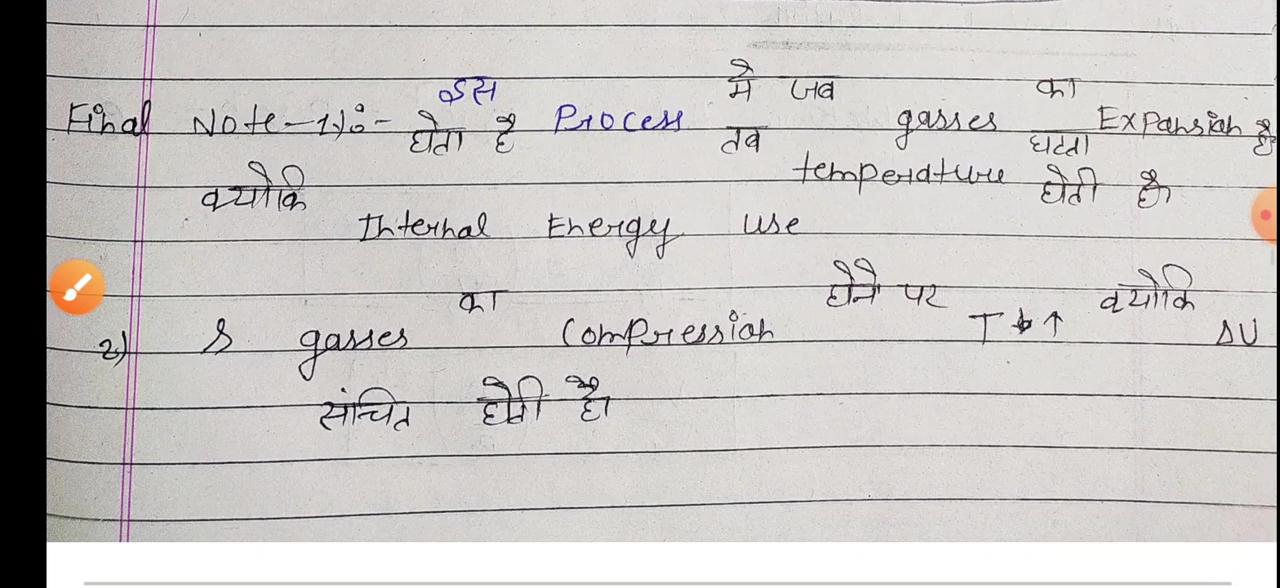 Final Note-1):- इस Process मे जब gasses का Expansion
होता है तब temperature घटता है
क्योकि Internal Energy use होती है
2) gasses का Compression होने पर T ↑ क्योकि ΔU
संचित होती है।